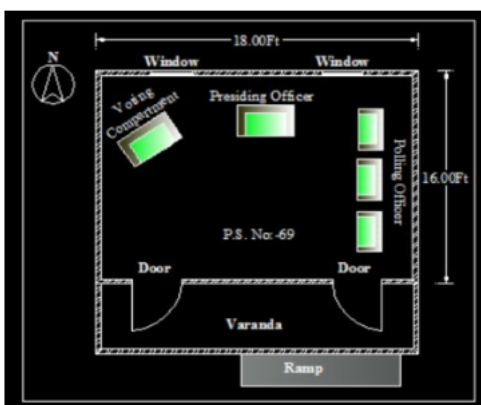 18.00Ft
N
Window
Window
Voting
Compartment
Presiding Officer
Polling Officer
16.00Ft
P.S. No:-69
Door
Door
Varanda
Ramp